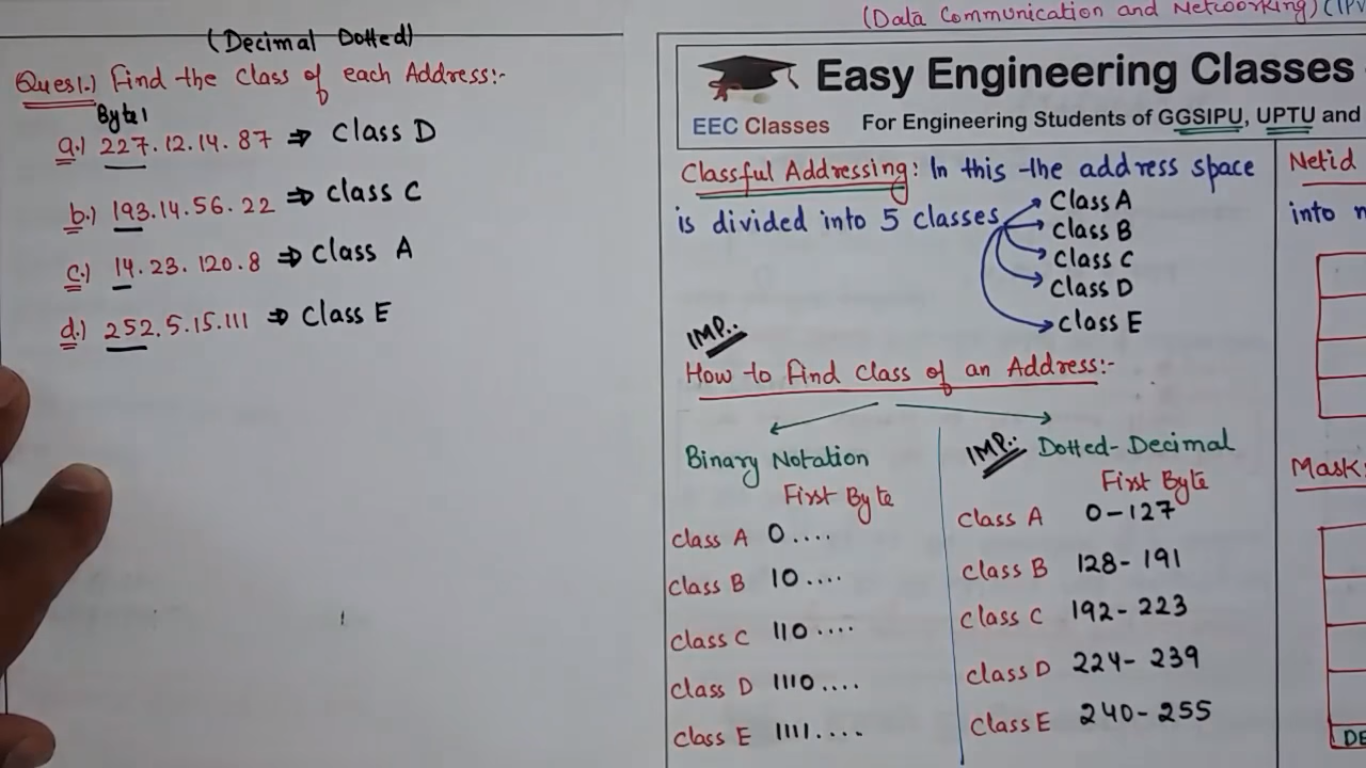 (Decimal Dotted)
Ques1.) Find the class of each Address:-
Byte1
a.) 227.12.14.87 ⇒ Class D
b.) 193.14.56.22 ⇒ class C
c.) 14.23.120.8 ⇒ Class A
d.) 252.5.15.111 ⇒ Class E
(Data Communication and Networking)
Easy Engineering Classes
EEC Classes
For Engineering Students of GGSIPU, UPTU and
Classful Addressing: In this the address space
is divided into 5 classes
Class A
Class B
Class C
Class D
Class E
IMP..
How to find class of an Address:-
Binary Notation
First Byte
class A 0....
class B 10....
class C 110....
class D 1110....
class E 1111....
IMP.. Dotted-Decimal
First Byte
Class A 0-127
Class B 128-191
Class C 192-223
Class D 224-239
Class E 240-255
Netid
into
Mask:
DE